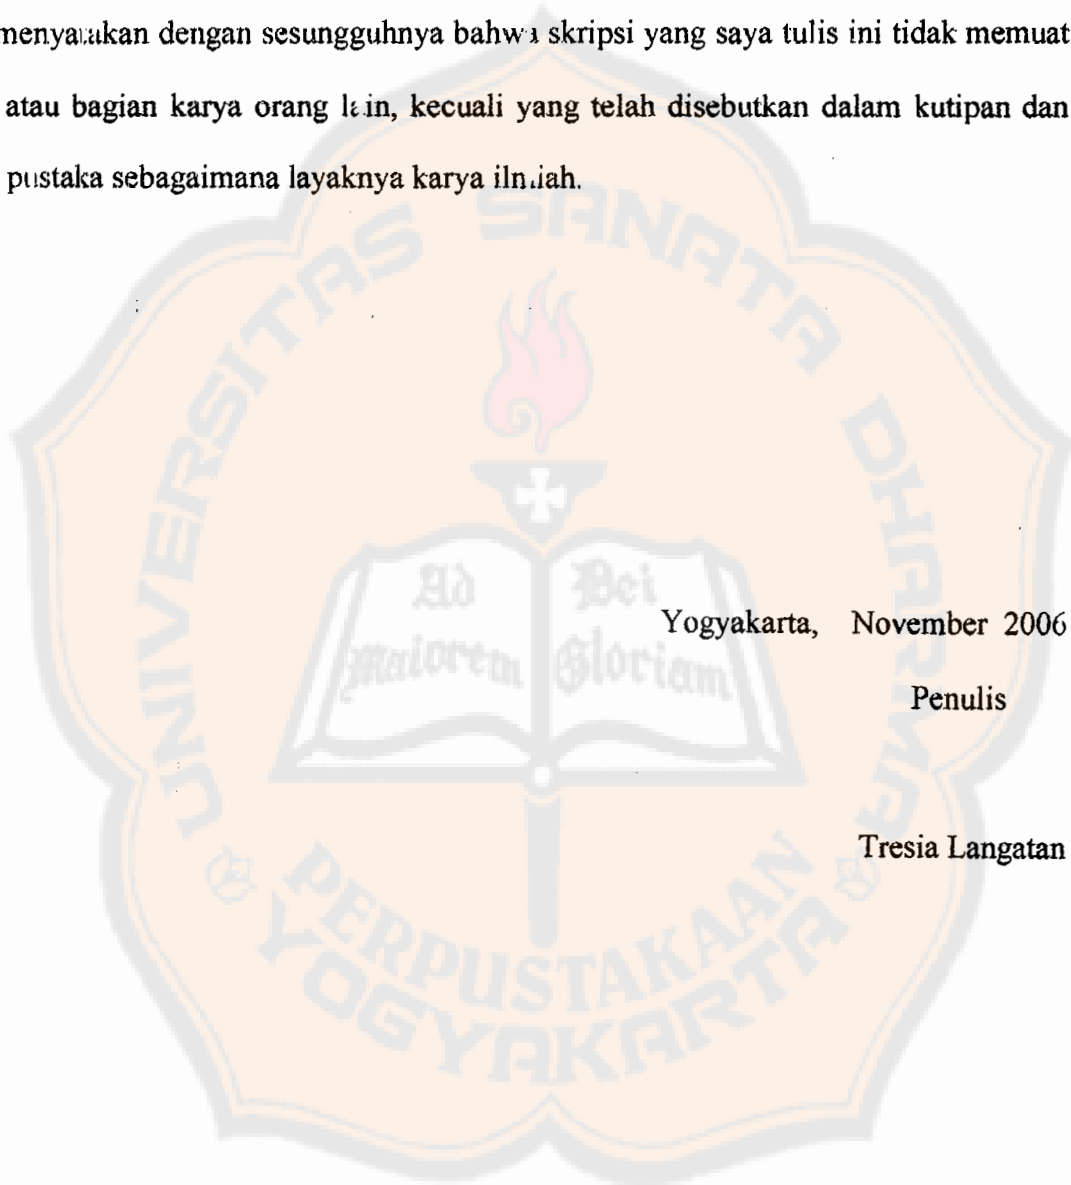 menyatakan dengan sesungguhnya bahwa skripsi yang saya tulis ini tidak memuat
atau bagian karya orang lain, kecuali yang telah disebutkan dalam kutipan dan
pustaka sebagaimana layaknya karya ilmiah.
UNIVERSITAS SANATA DHARMA
Ad maiorem
Dei Gloriam
Yogyakarta, November 2006
Penulis
Tresia Langatan
PERPUSTAKAAN
YOGYAKARTA